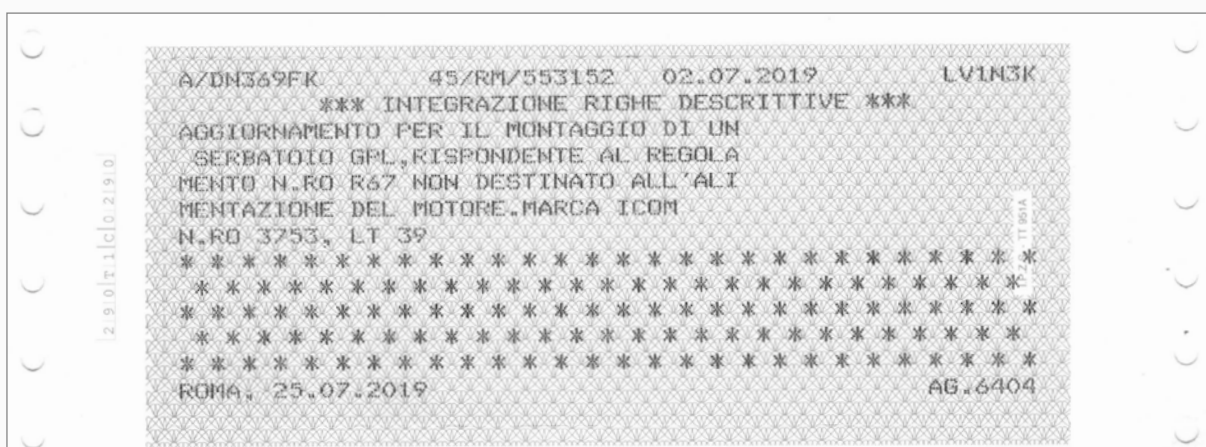 A/DN369FK 45/RM/553152 02.07.2019 LV1N3K
*** INTEGRAZIONE RIGHE DESCRITTIVE ***
AGGIORNAMENTO PER IL MONTAGGIO DI UN
SERBATOIO GPL,RISPONDENTE AL REGOLA
MENTO N.RO R67 NON DESTINATO ALL'ALI
MENTAZIONE DEL MOTORE.MARCA ICOM
N.RO 3753, LT 39
* * * * * * * * * * * * * * * * * * * * * * * * * * * *
* * * * * * * * * * * * * * * * * * * * * * * * * * *
* * * * * * * * * * * * * * * * * * * * * * * * * * * *
* * * * * * * * * * * * * * * * * * * * * * * * * * *
* * * * * * * * * * * * * * * * * * * * * * * * * * * *
ROMA, 25.07.2019 AG.6404